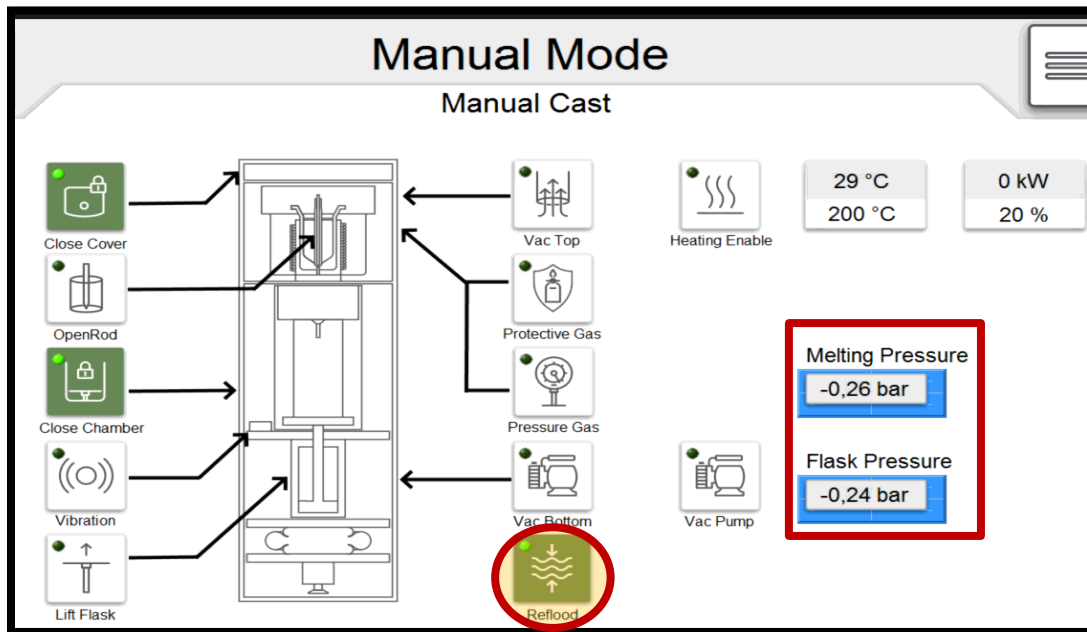 Manual Mode
Manual Cast
Close Cover
OpenRod
Close Chamber
Vibration
Lift Flask
Vac Top
Protective Gas
Pressure Gas
Vac Bottom
Reflood
Heating Enable
Vac Pump
29 °C
200 °C
0 kW
20 %
Melting Pressure
-0,26 bar
Flask Pressure
-0,24 bar